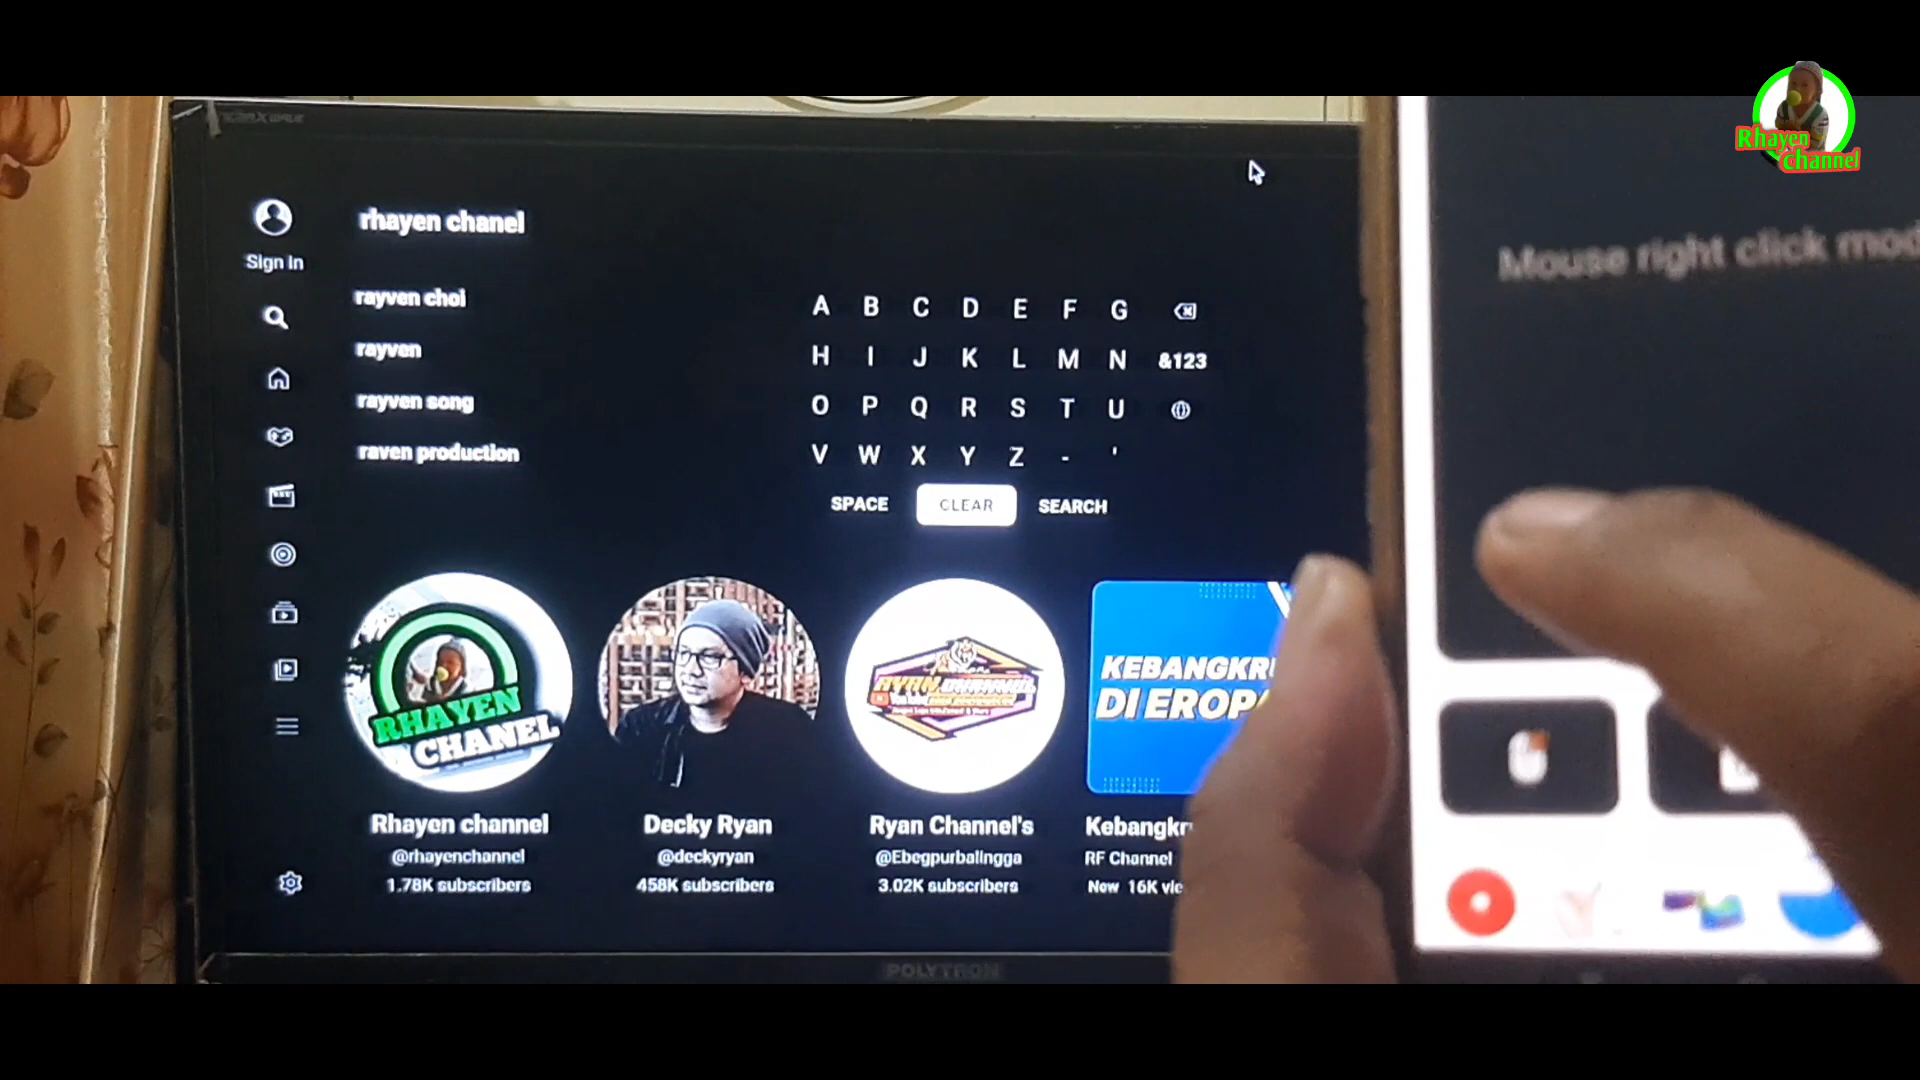 Rhayen
channel
Sign In
rhayen chanel
rayven choi
rayven
rayven song
raven production
A B C D E F G
H I J K L M N &123
O P Q R S T U
V W X Y Z - '
SPACE CLEAR SEARCH
Mouse right click
RHAYEN
CHANEL
KEBANGKRU
DI EROPA
Rhayen channel
@rhayenchannel
1.78K subscribers
Decky Ryan
@deckyryan
458K subscribers
Ryan Channel's
@Ebegpurbalingga
3.02K subscribers
Kebangkr
RF Channel
New 16K vie
POLYTRON